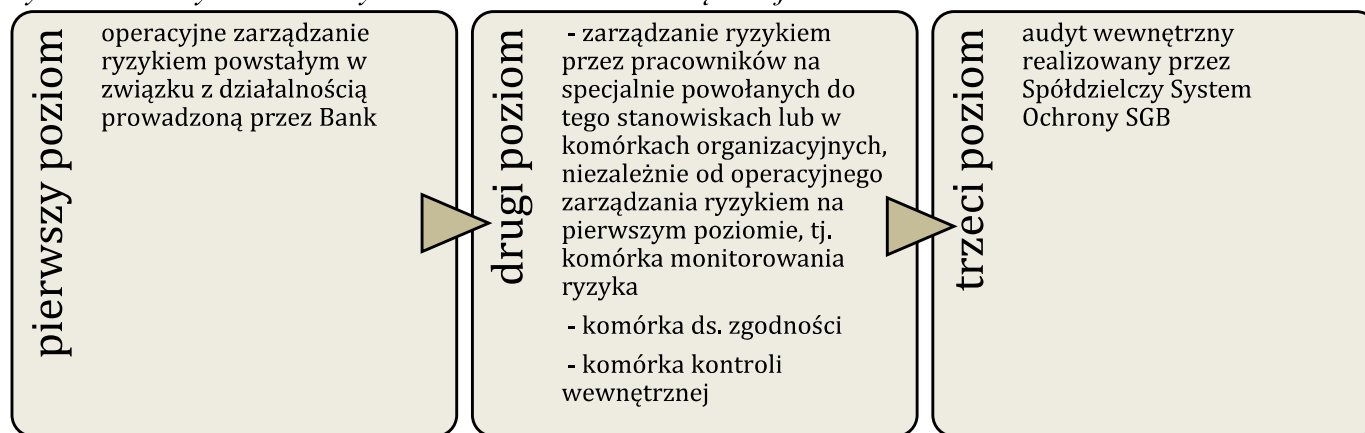 pierwszy poziom
operacyjne zarządzanie
ryzykiem powstałym w
związku z działalnością
prowadzoną przez Bank
drugi poziom
- zarządzanie ryzykiem
przez pracowników na
specjalnie powołanych do
tego stanowiskach lub w
komórkach organizacyjnych,
niezależnie od operacyjnego
zarządzania ryzykiem na
pierwszym poziomie, tj.
komórka monitorowania
ryzyka
- komórka ds. zgodności
- komórka kontroli
wewnętrznej
trzeci poziom
audyt wewnętrzny
realizowany przez
Spółdzielczy System
Ochrony SGB